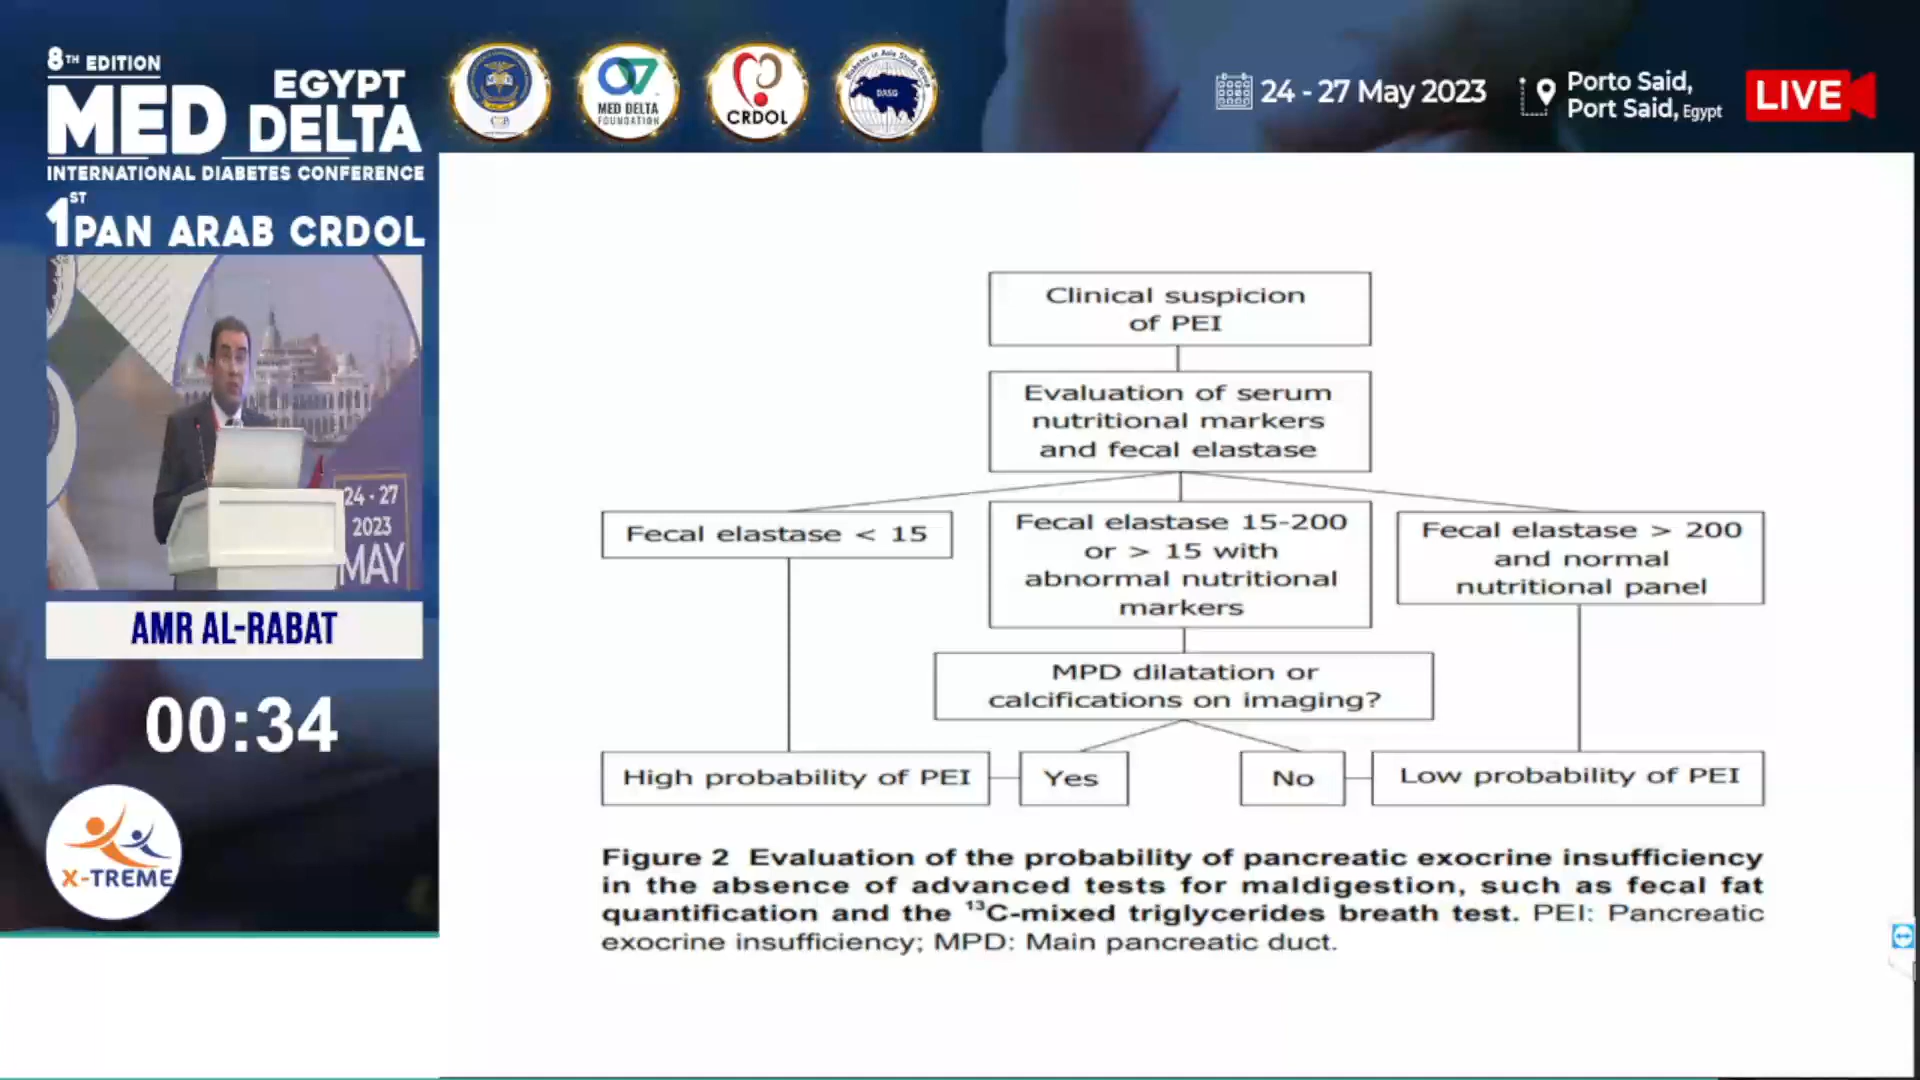 8TH EDITION
MED DELTA EGYPT
INTERNATIONAL DIABETES CONFERENCE
1ST PAN ARAB CRDOL
MED DELTA
FOUNDATION
CRDOL
Diabetes in Asia Study Group
DASG
24 - 27 May 2023
Porto Said,
Port Said, Egypt
LIVE
24 - 27
2023
MAY
AMR AL-RABAT
00:34
X-TREME
Clinical suspicion
of PEI
Evaluation of serum
nutritional markers
and fecal elastase
Fecal elastase < 15
Fecal elastase 15-200
or > 15 with
abnormal nutritional
markers
Fecal elastase > 200
and normal
nutritional panel
MPD dilatation or
calcifications on imaging?
High probability of PEI
Yes
No
Low probability of PEI
Figure 2 Evaluation of the probability of pancreatic exocrine insufficiency
in the absence of advanced tests for maldigestion, such as fecal fat
quantification and the ¹³C-mixed triglycerides breath test. PEI: Pancreatic
exocrine insufficiency; MPD: Main pancreatic duct.